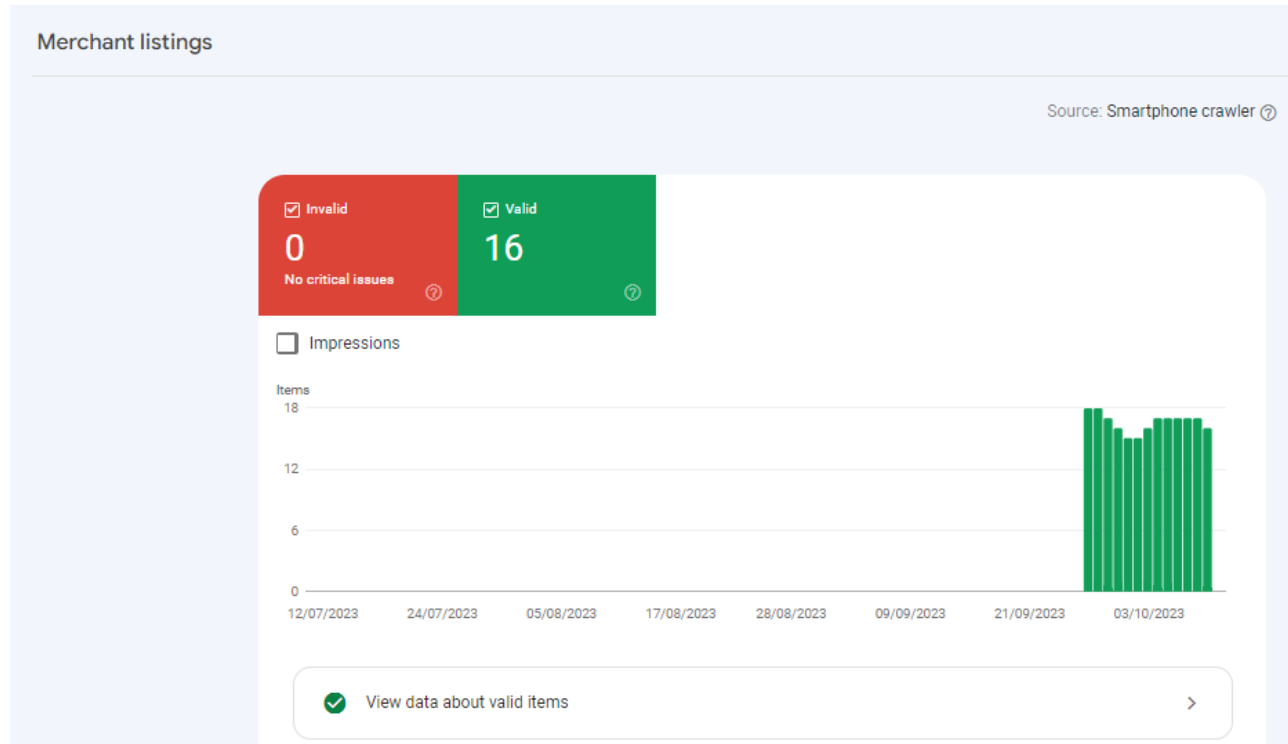 Merchant listings
Source: Smartphone crawler
Invalid
0
No critical issues
Valid
16
Impressions
Items
18
12
6
0
12/07/2023 24/07/2023 05/08/2023 17/08/2023 28/08/2023 09/09/2023 21/09/2023 03/10/2023
View data about valid items